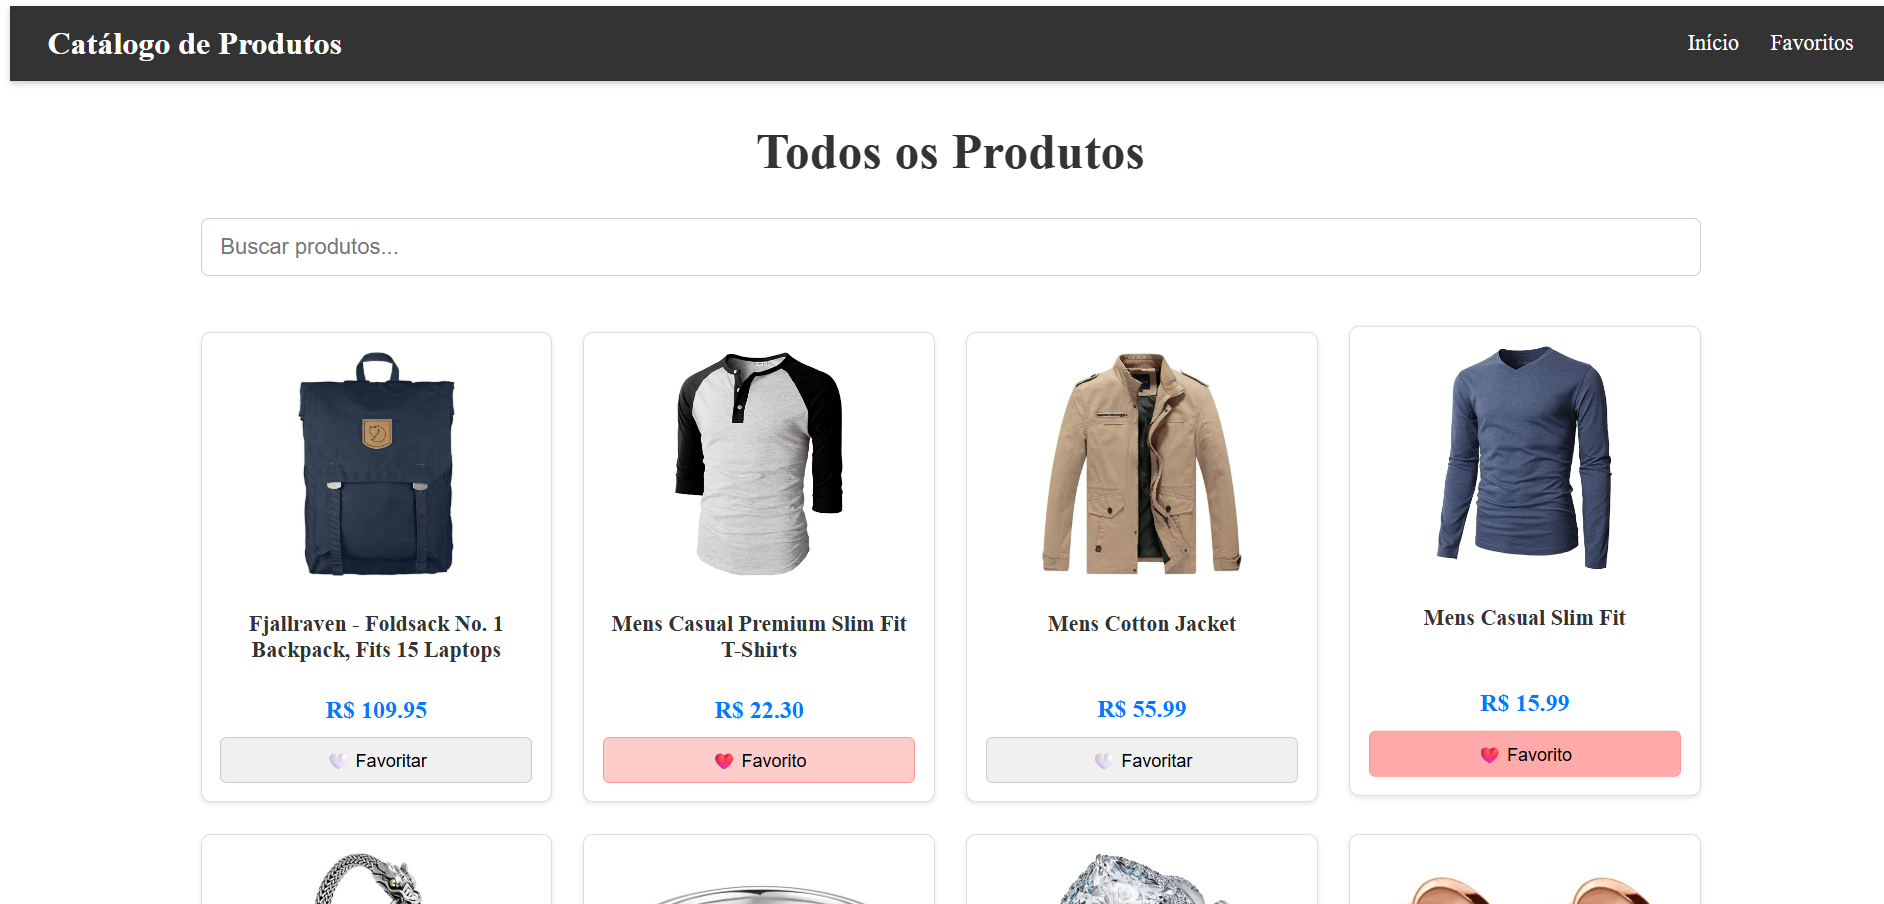 Catálogo de Produtos
Início
Favoritos
Todos os Produtos
Buscar produtos...
Fjallraven - Foldsack No. 1
Backpack, Fits 15 Laptops
R$ 109.95
Favoritar
Mens Casual Premium Slim Fit
T-Shirts
R$ 22.30
Favorito
Mens Cotton Jacket
R$ 55.99
Favoritar
Mens Casual Slim Fit
R$ 15.99
Favorito